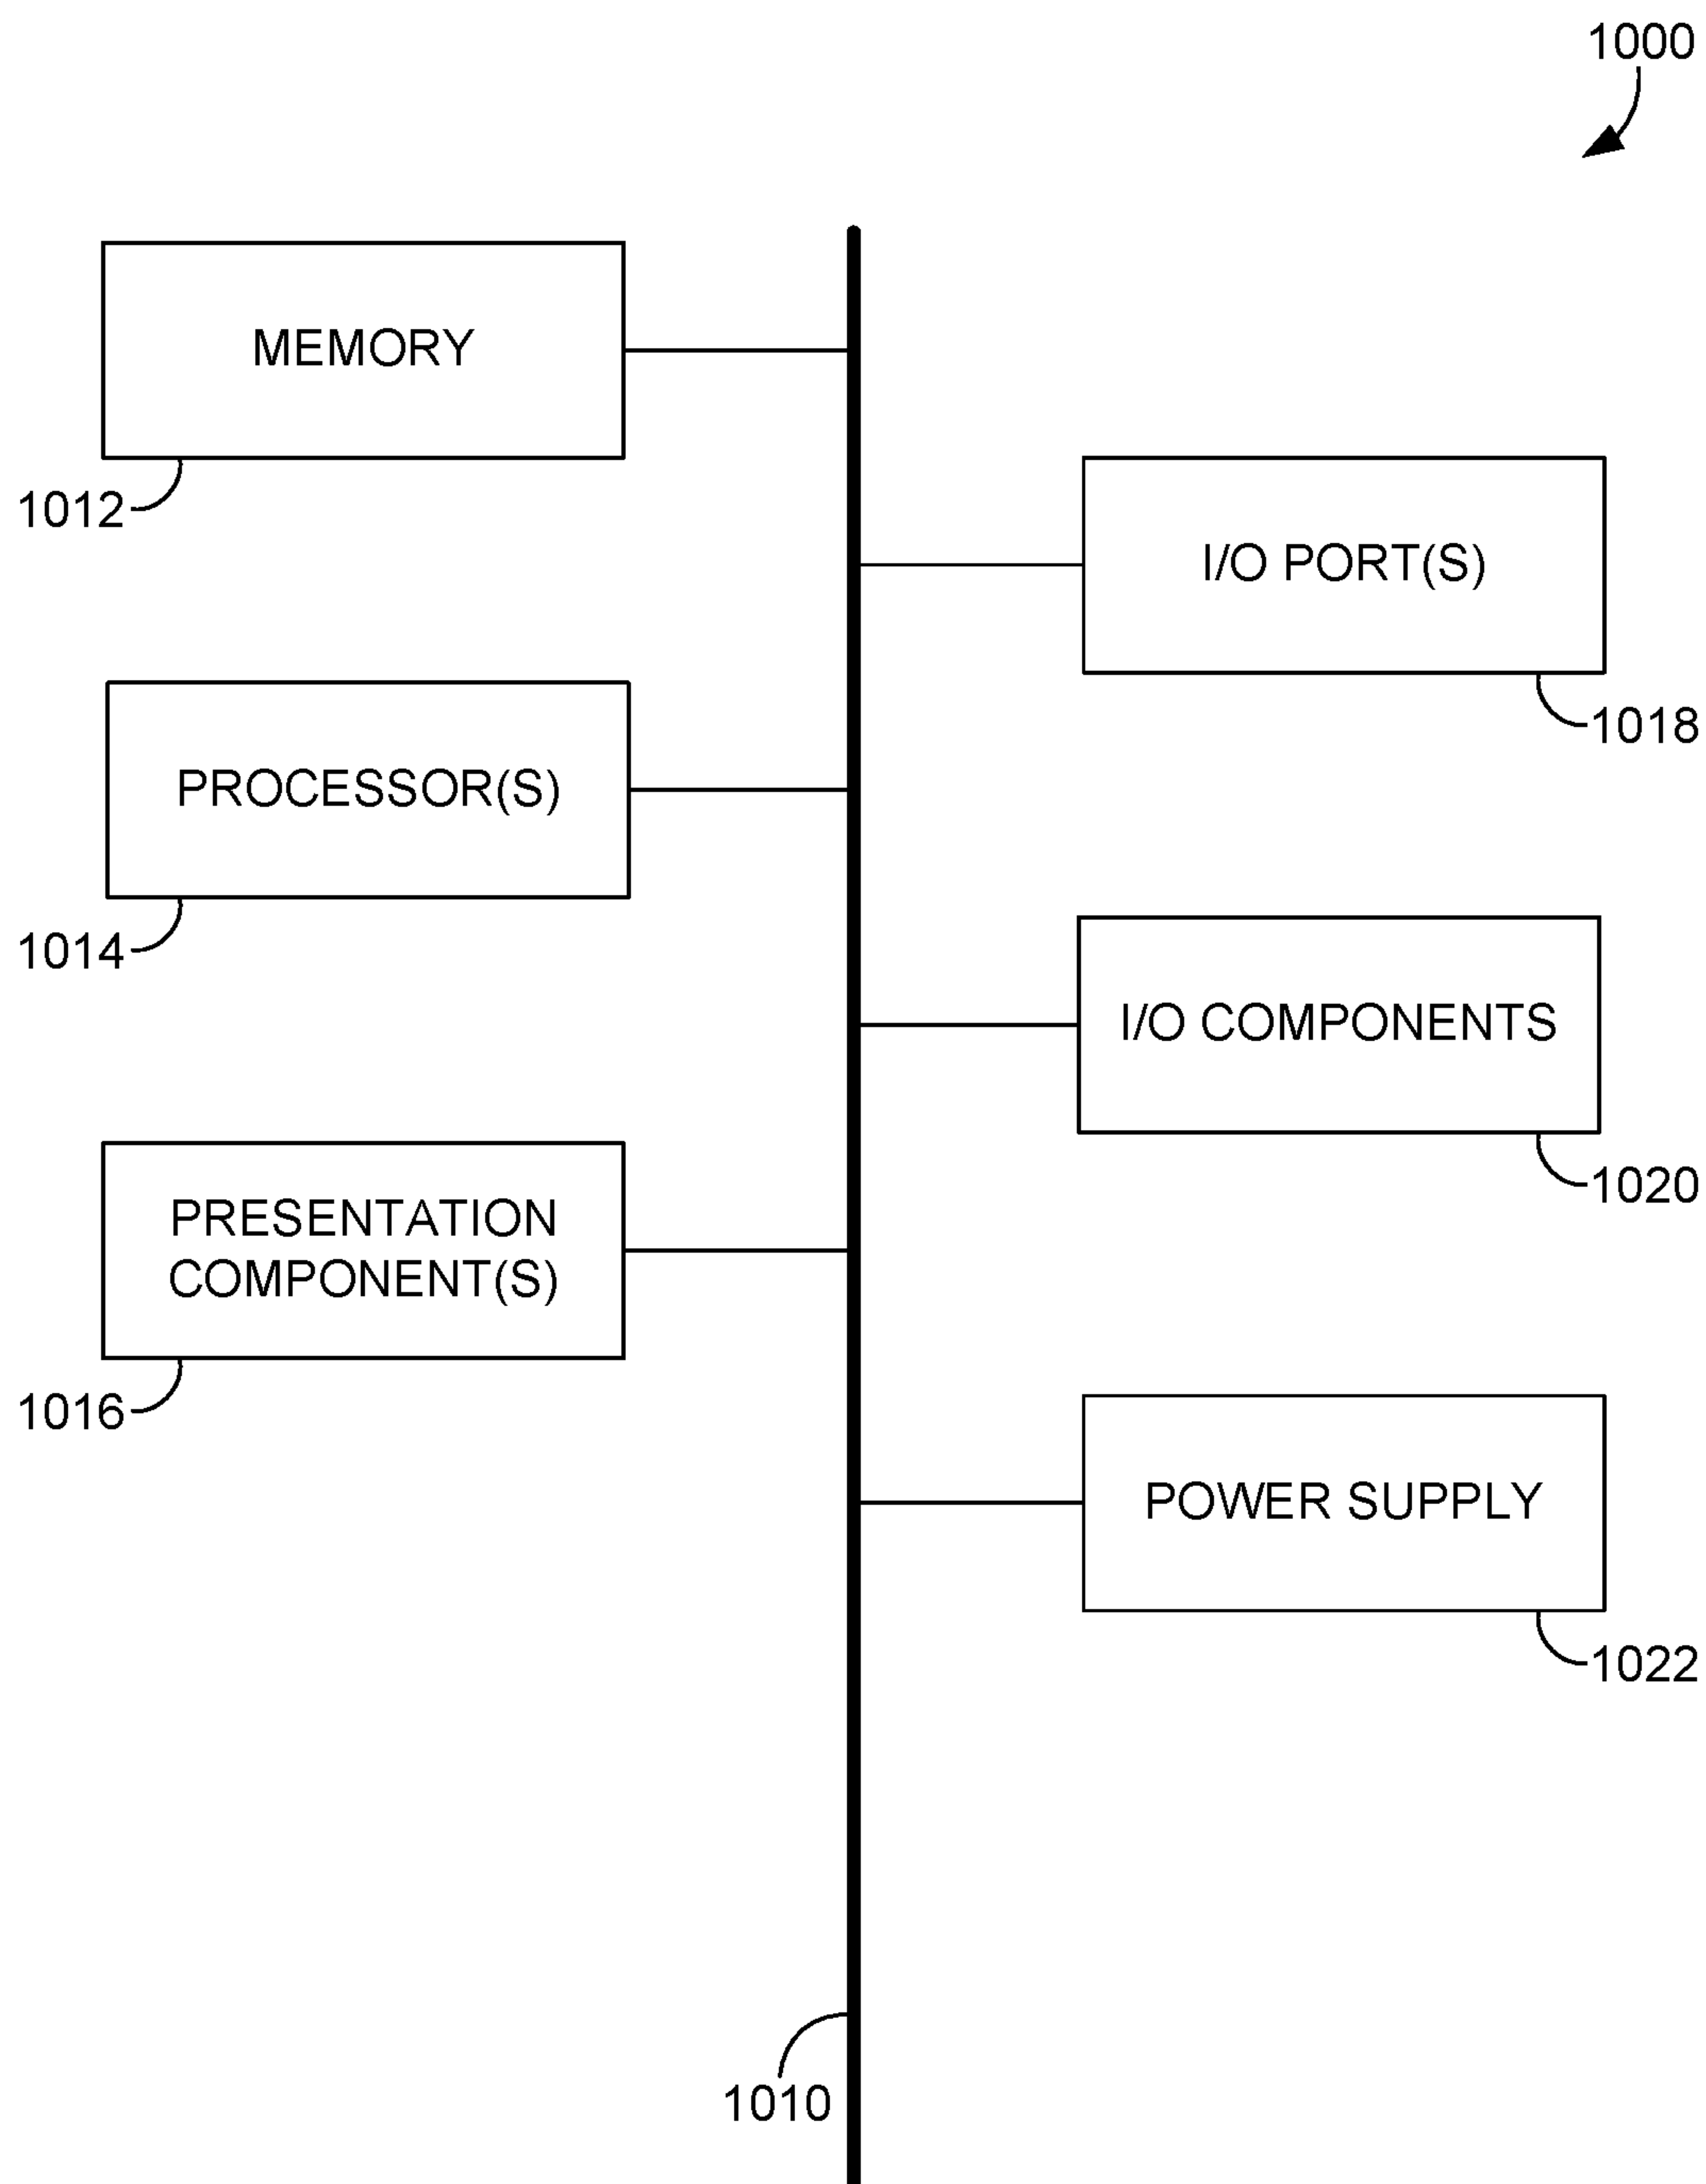 1000
MEMORY
1012
I/O PORT(S)
1018
PROCESSOR(S)
1014
I/O COMPONENTS
1020
PRESENTATION
COMPONENT(S)
1016
POWER SUPPLY
1022
1010